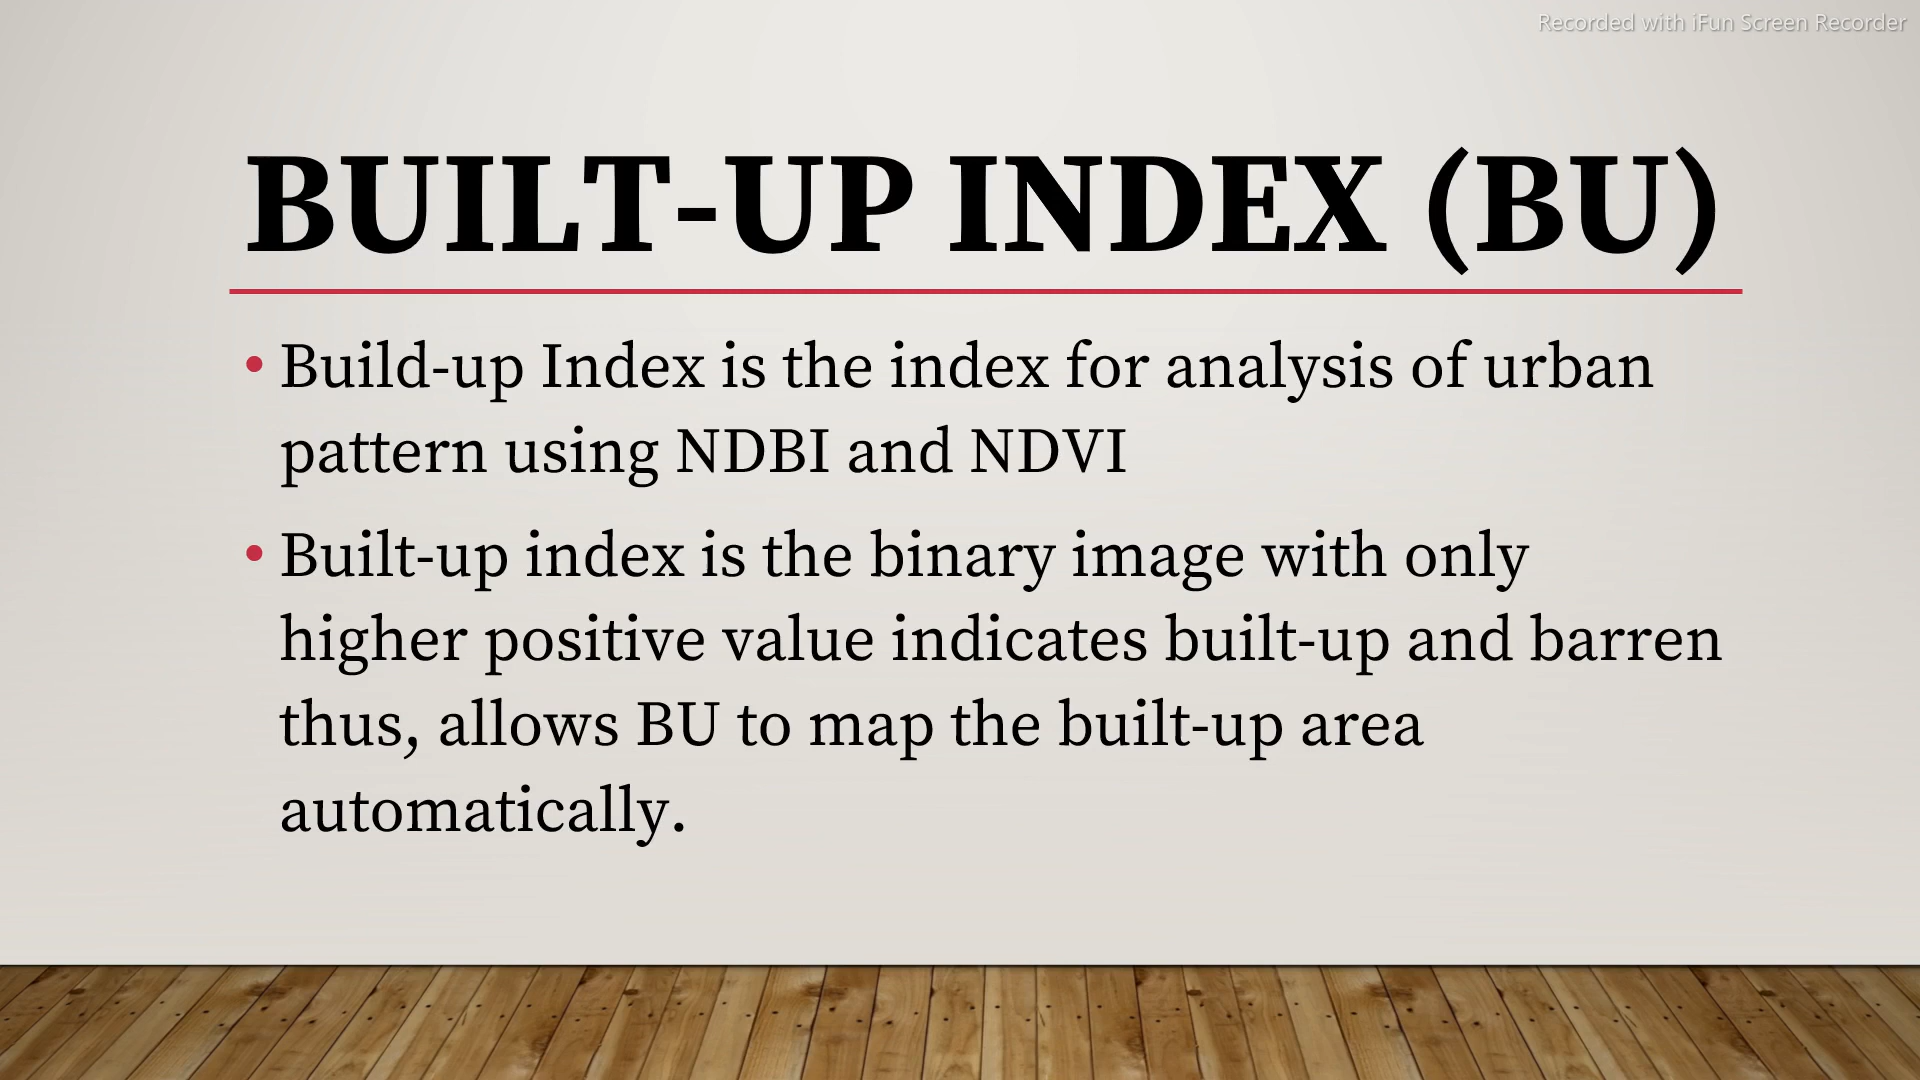 Recorded with iFun Screen Recorder
BUILT-UP INDEX (BU)
• Build-up Index is the index for analysis of urban
pattern using NDBI and NDVI
• Built-up index is the binary image with only
higher positive value indicates built-up and barren
thus, allows BU to map the built-up area
automatically.